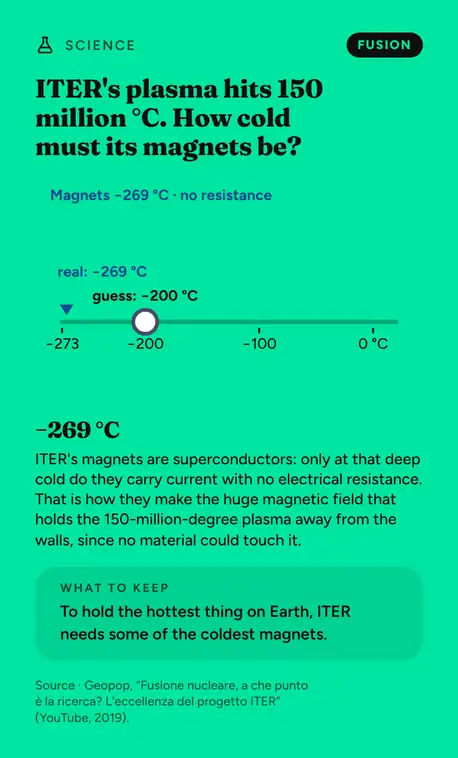 SCIENCE
FUSION
ITER's plasma hits 150
million °C. How cold
must its magnets be?
Magnets −269 °C · no resistance
real: −269 °C
guess: −200 °C
−273
−200
−100
0 °C
−269 °C
ITER's magnets are superconductors: only at that deep
cold do they carry current with no electrical resistance.
That is how they make the huge magnetic field that
holds the 150-million-degree plasma away from the
walls, since no material could touch it.
WHAT TO KEEP
To hold the hottest thing on Earth, ITER
needs some of the coldest magnets.
Source · Geopop, “Fusione nucleare, a che punto
è la ricerca? L'eccellenza del progetto ITER”
(YouTube, 2019).